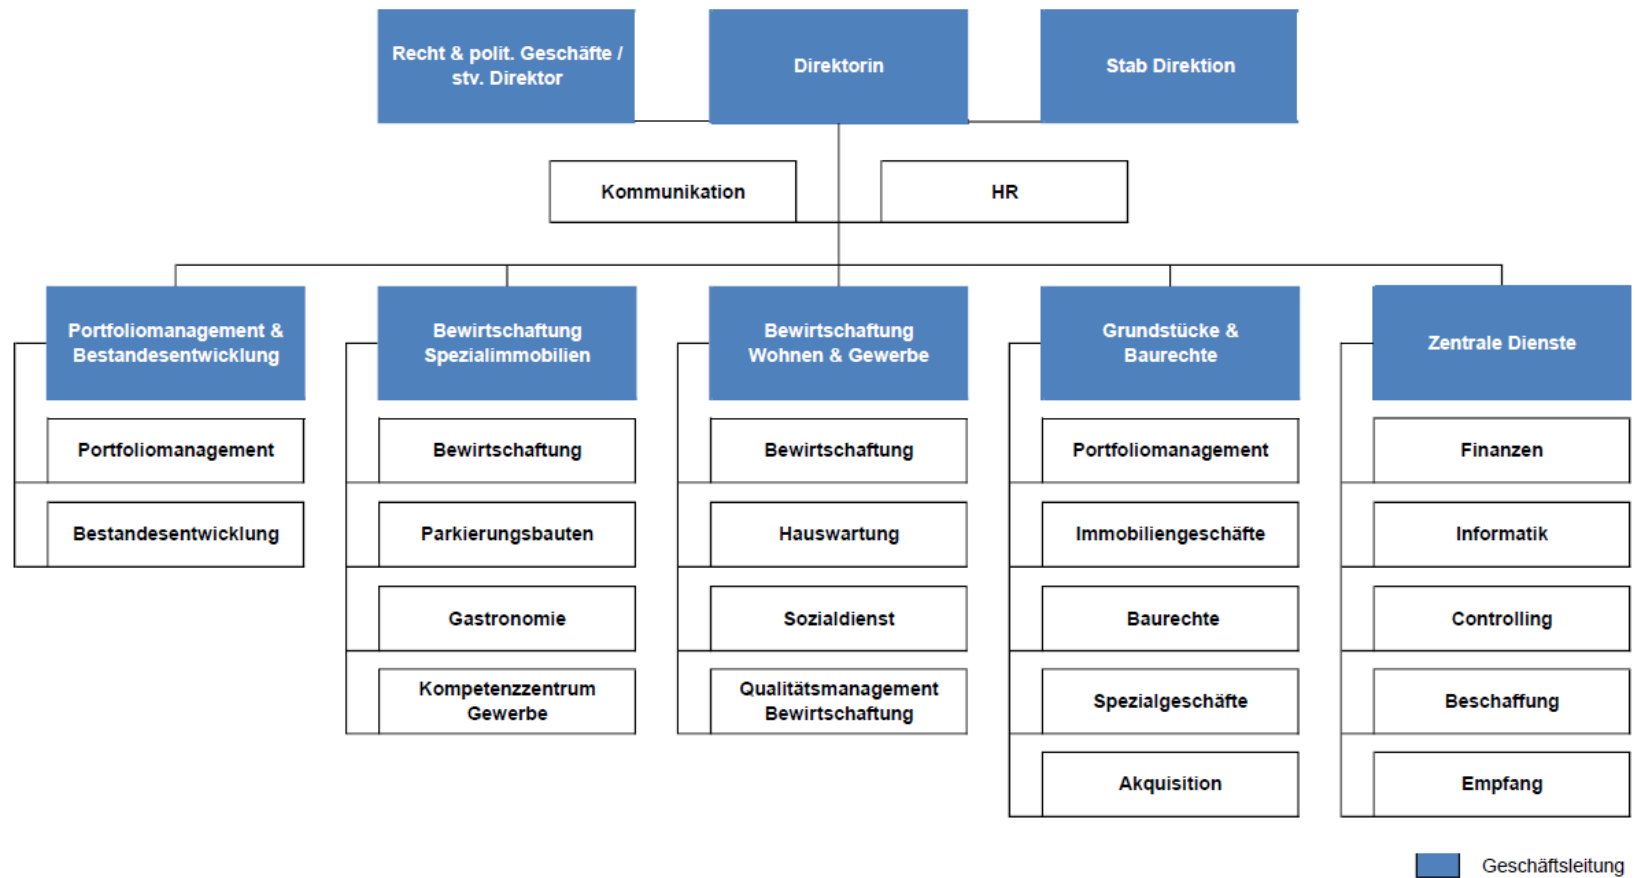 Recht & polit. Geschäfte /
stv. Direktor
Direktorin
Stab Direktion
Kommunikation
HR
Portfoliomanagement &
Bestandesentwicklung
Portfoliomanagement
Bestandesentwicklung
Bewirtschaftung
Spezialimmobilien
Bewirtschaftung
Parkierungsbauten
Gastronomie
Kompetenzzentrum
Gewerbe
Bewirtschaftung
Wohnen & Gewerbe
Bewirtschaftung
Hauswartung
Sozialdienst
Qualitätsmanagement
Bewirtschaftung
Grundstücke &
Baurechte
Portfoliomanagement
Immobiliengeschäfte
Baurechte
Spezialgeschäfte
Akquisition
Zentrale Dienste
Finanzen
Informatik
Controlling
Beschaffung
Empfang
Geschäftsleitung